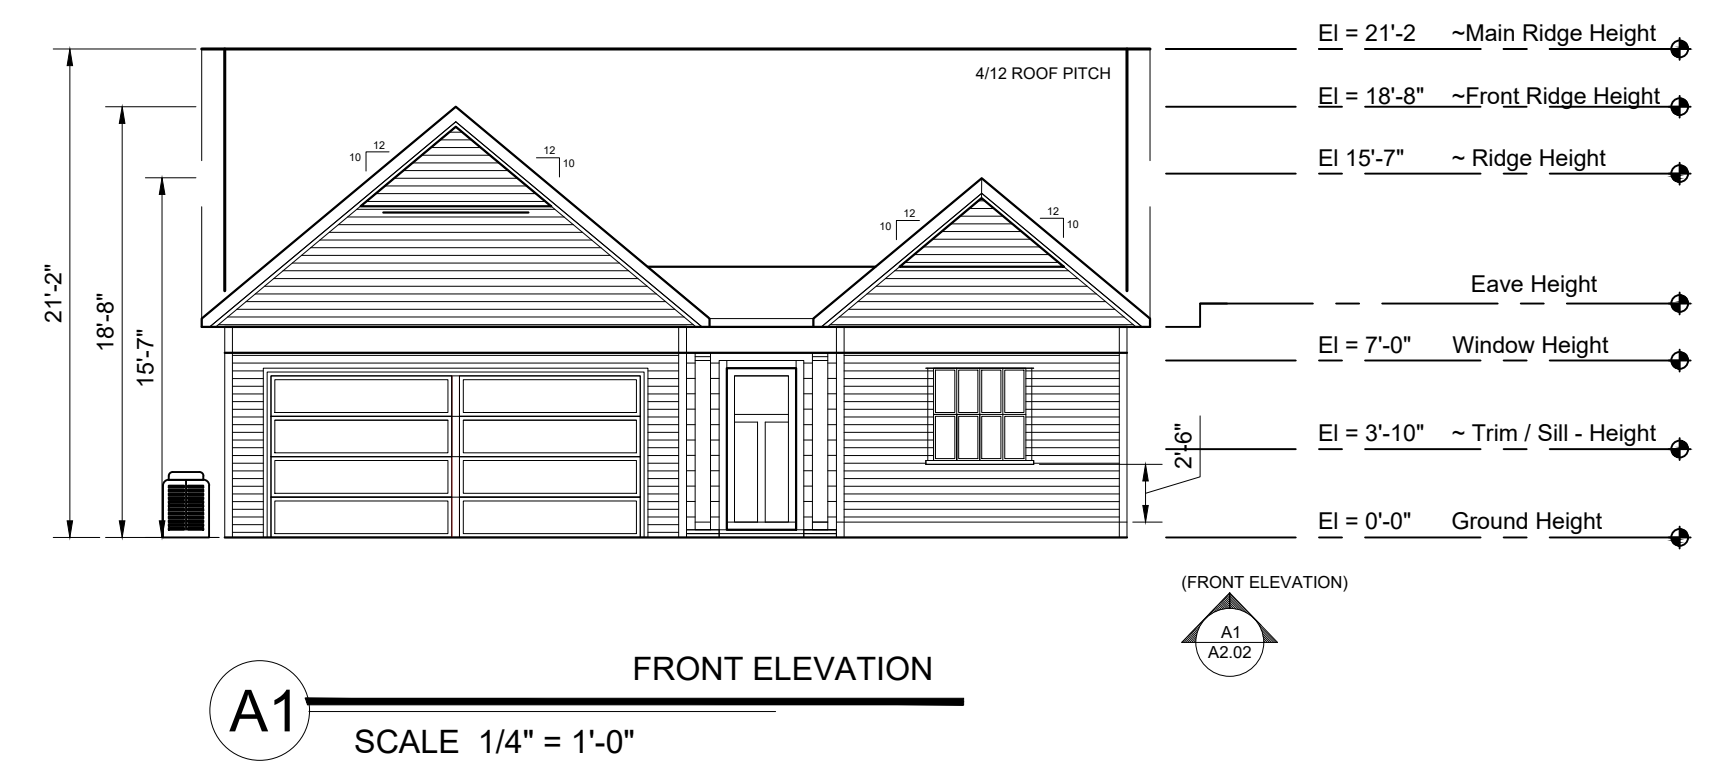 El = 21'-2 ~Main Ridge Height
4/12 ROOF PITCH
El = 18'-8" ~Front Ridge Height
12
10
12
10
El 15'-7" ~ Ridge Height
12
10
12
10
21'-2"
18'-8"
15'-7"
Eave Height
El = 7'-0" Window Height
El = 3'-10" ~ Trim / Sill - Height
2'-6"
El = 0'-0" Ground Height
(FRONT ELEVATION)
A1
A2.02
FRONT ELEVATION
A1
SCALE 1/4" = 1'-0"